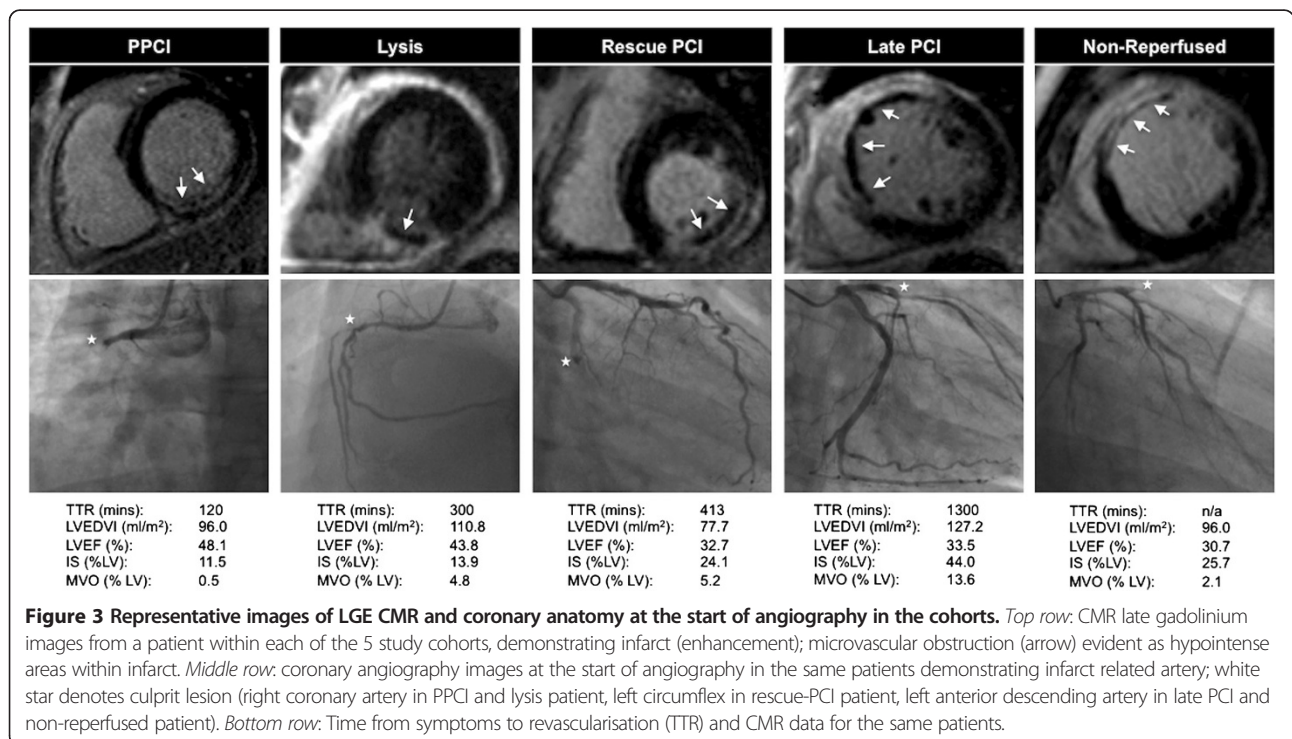 PPCI
Lysis
Rescue PCI
Late PCI
Non-Reperfused
TTR (mins): 120
LVEDVI (ml/m²): 96.0
LVEF (%): 48.1
IS (%LV): 11.5
MVO (% LV): 0.5
TTR (mins): 300
LVEDVI (ml/m²): 110.8
LVEF (%): 43.8
IS (%LV): 13.9
MVO (% LV): 4.8
TTR (mins): 413
LVEDVI (ml/m²): 77.7
LVEF (%): 32.7
IS (%LV): 24.1
MVO (% LV): 5.2
TTR (mins): 1300
LVEDVI (ml/m²): 127.2
LVEF (%): 33.5
IS (%LV): 44.0
MVO (% LV): 13.6
TTR (mins): n/a
LVEDVI (ml/m²): 96.0
LVEF (%): 30.7
IS (%LV): 25.7
MVO (% LV): 2.1
Figure 3 Representative images of LGE CMR and coronary anatomy at the start of angiography in the cohorts. Top row: CMR late gadolinium
images from a patient within each of the 5 study cohorts, demonstrating infarct (enhancement); microvascular obstruction (arrow) evident as hypointense
areas within infarct. Middle row: coronary angiography images at the start of angiography in the same patients demonstrating infarct related artery; white
star denotes culprit lesion (right coronary artery in PPCI and lysis patient, left circumflex in rescue-PCI patient, left anterior descending artery in late PCI and
non-reperfused patient). Bottom row: Time from symptoms to revascularisation (TTR) and CMR data for the same patients.